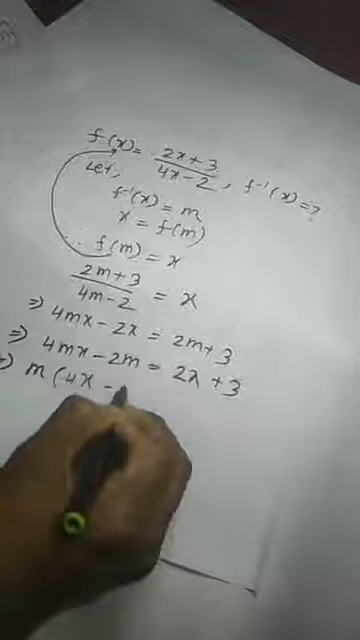 f(x) = 2x+3 / 4x-2 , f⁻¹(x) = ?
Let,
f⁻¹(x) = m
x = f(m)
∴ f(m) = x
2m+3 / 4m-2 = x
⇒ 4mx - 2x = 2m+3
⇒ 4mx - 2m = 2x + 3
⇒ m(4x -